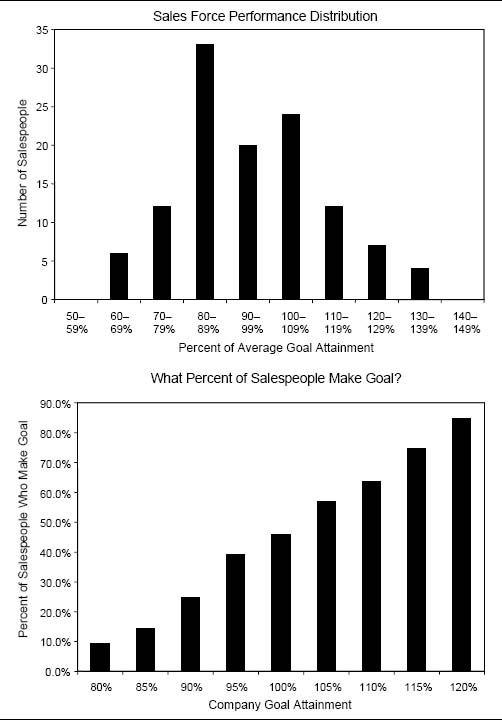 Sales Force Performance Distribution
35
30
25
20
15
10
5
0
Number of Salespeople
50– 60– 70– 80– 90– 100– 110– 120– 130– 140–
59% 69% 79% 89% 99% 109% 119% 129% 139% 149%
Percent of Average Goal Attainment
What Percent of Salespeople Make Goal?
90.0%
80.0%
70.0%
60.0%
50.0%
40.0%
30.0%
20.0%
10.0%
0.0%
Percent of Salespeople Who Make Goal
80% 85% 90% 95% 100% 105% 110% 115% 120%
Company Goal Attainment